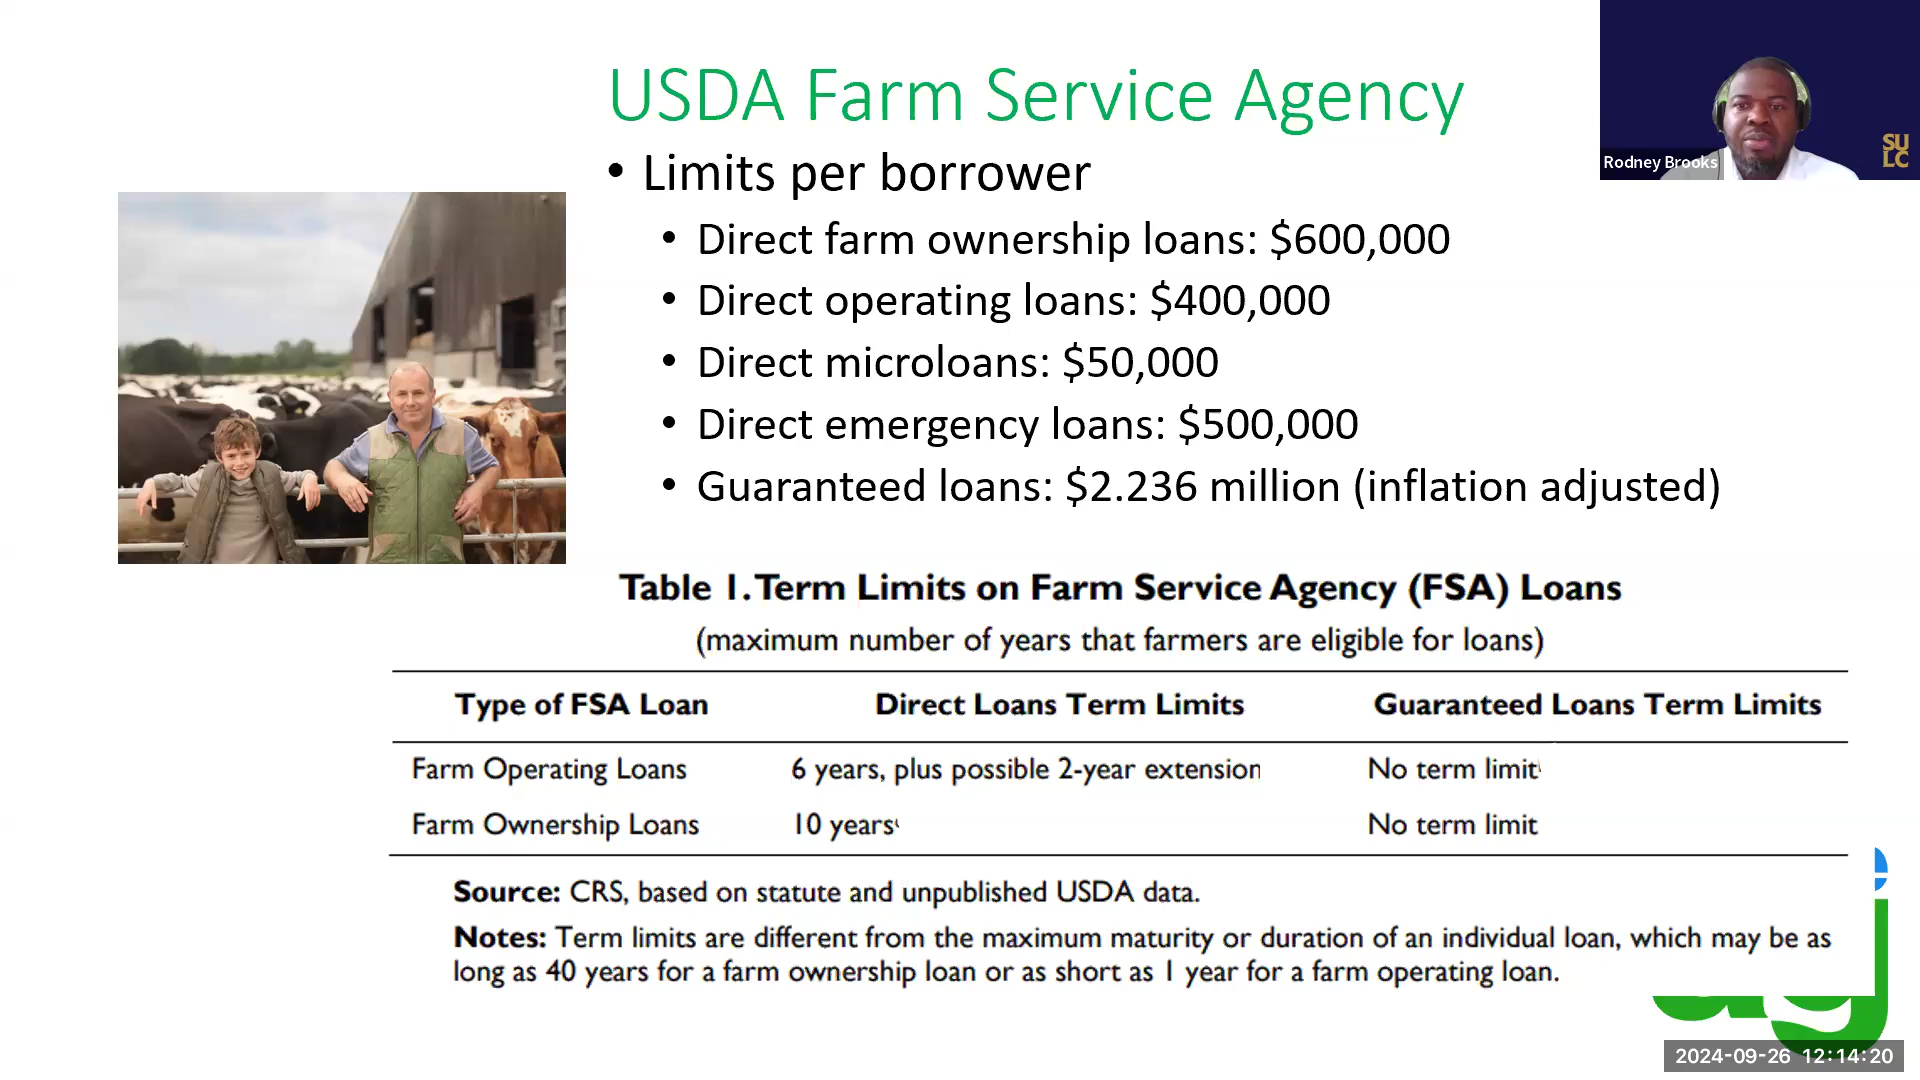 USDA Farm Service Agency
• Limits per borrower
• Direct farm ownership loans: $600,000
• Direct operating loans: $400,000
• Direct microloans: $50,000
• Direct emergency loans: $500,000
• Guaranteed loans: $2.236 million (inflation adjusted)
Rodney Brooks
SU
LC
Table 1. Term Limits on Farm Service Agency (FSA) Loans
(maximum number of years that farmers are eligible for loans)
Type of FSA Loan Direct Loans Term Limits Guaranteed Loans Term Limits
Farm Operating Loans 6 years, plus possible 2-year extension No term limit
Farm Ownership Loans 10 years No term limit
Source: CRS, based on statute and unpublished USDA data.
Notes: Term limits are different from the maximum maturity or duration of an individual loan, which may be as
long as 40 years for a farm ownership loan or as short as 1 year for a farm operating loan.
2024-09-26 12:14:20